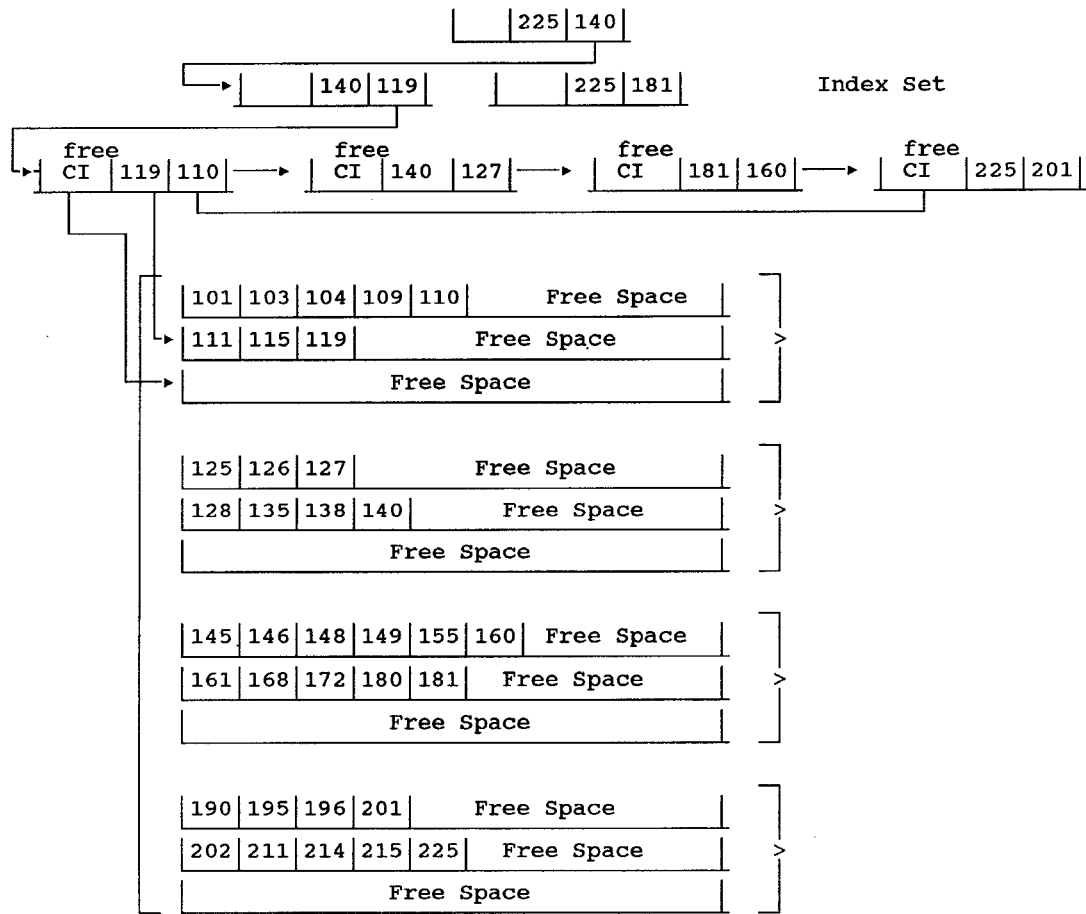 225 140
140 119 225 181 Index Set
free free free free
CI 119 110 CI 140 127 CI 181 160 CI 225 201
101 103 104 109 110 Free Space
111 115 119 Free Space
Free Space
125 126 127 Free Space
128 135 138 140 Free Space
Free Space
145 146 148 149 155 160 Free Space
161 168 172 180 181 Free Space
Free Space
190 195 196 201 Free Space
202 211 214 215 225 Free Space
Free Space